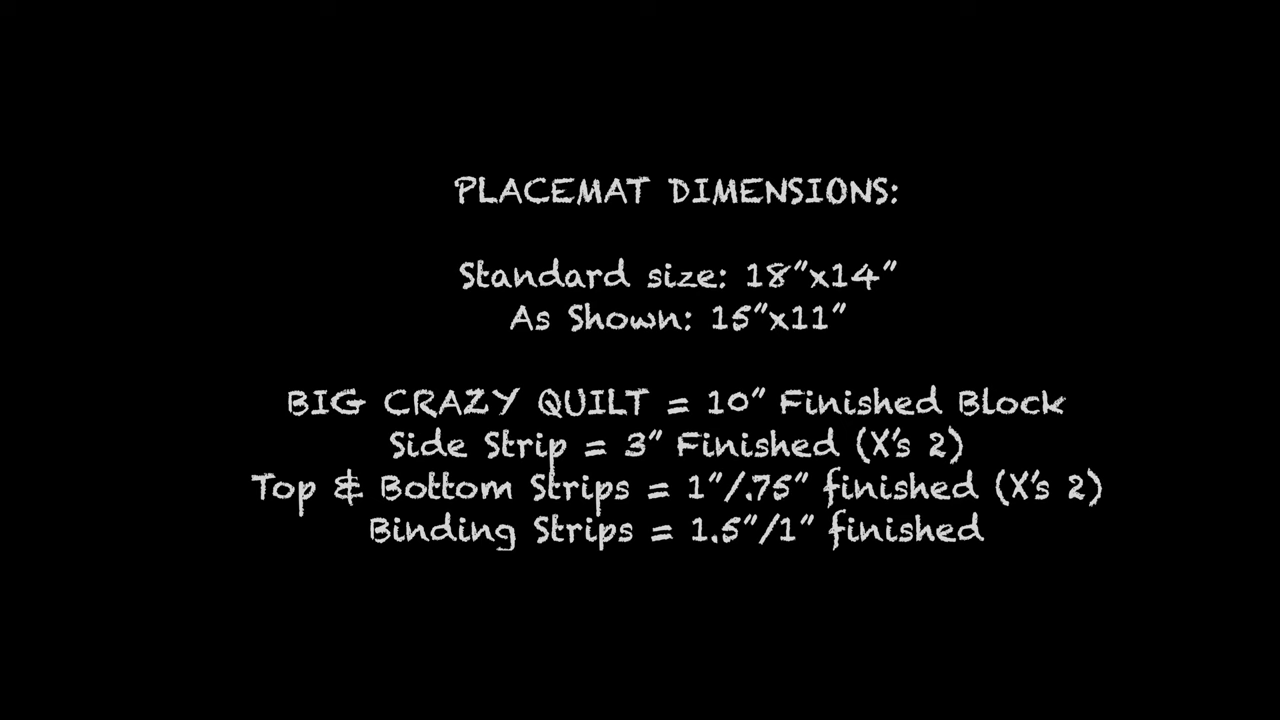 PLACEMAT DIMENSIONS:
Standard size: 18"x14"
As Shown: 15"x11"
BIG CRAZY QUILT = 10" Finished Block
Side Strip = 3" Finished (X's 2)
Top & Bottom Strips = 1"/.75" finished (X's 2)
Binding Strips = 1.5"/1" finished